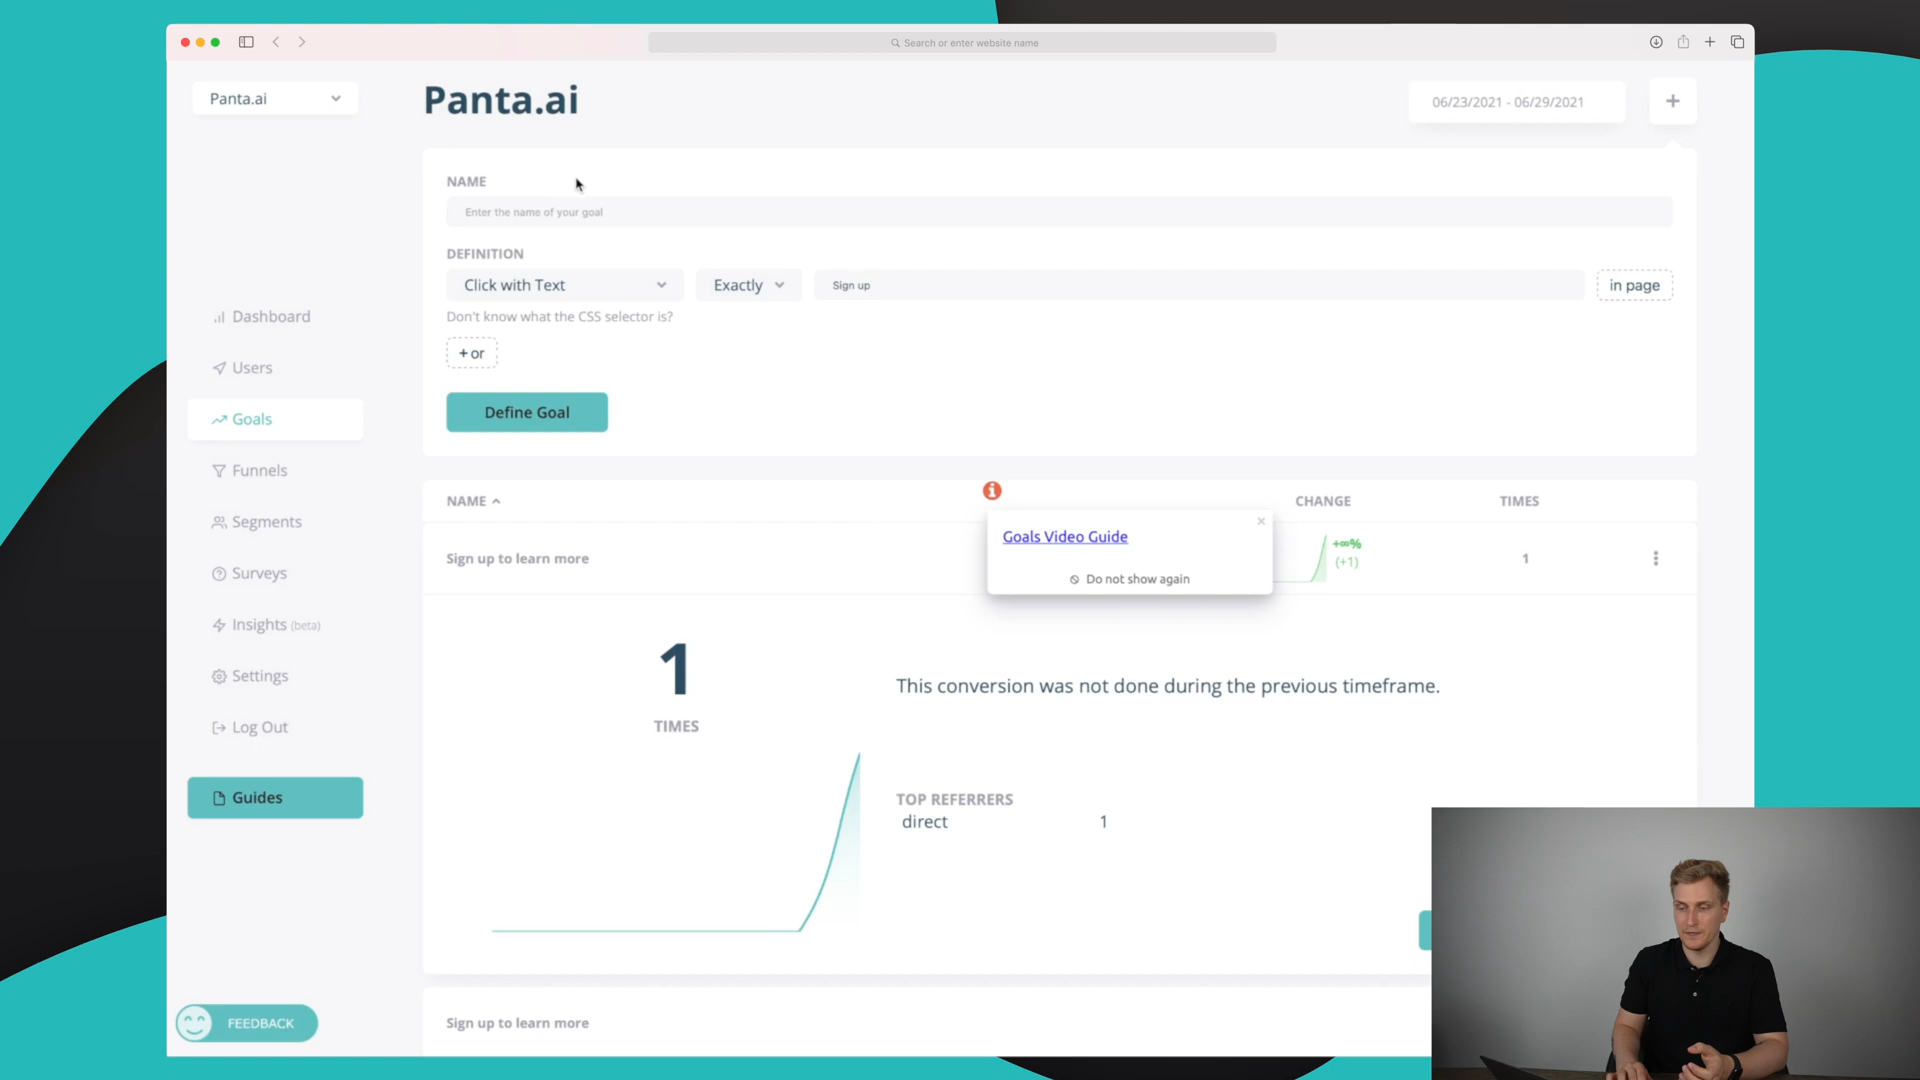 Search or enter website name
Panta.ai
Panta.ai
06/23/2021 - 06/29/2021
+
NAME
Enter the name of your goal
DEFINITION
Click with Text
Exactly
Sign up
in page
Don't know what the CSS selector is?
+ or
Define Goal
Dashboard
Users
Goals
Funnels
Segments
Surveys
Insights (beta)
Settings
Log Out
Guides
FEEDBACK
NAME
CHANGE
TIMES
Sign up to learn more
Goals Video Guide
Do not show again
+∞%
(+1)
1
1
TIMES
This conversion was not done during the previous timeframe.
TOP REFERRERS
direct 1
Sign up to learn more